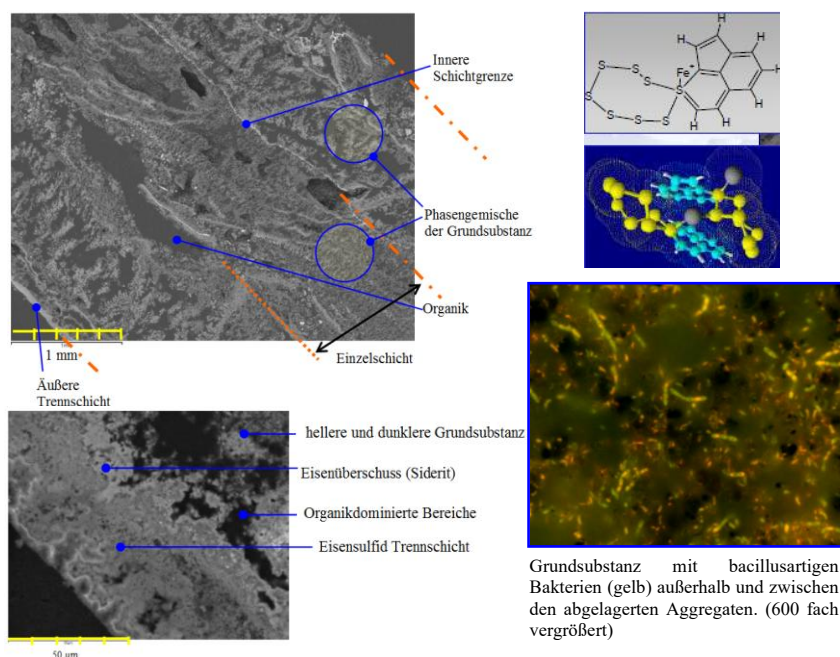 Innere
Schichtgrenze
Phasengemische
der Grundsubstanz
Organik
Einzelschicht
1 mm
Äußere
Trennschicht
hellere und dunklere Grundsubstanz
Eisenüberschuss (Siderit)
Organikdominierte Bereiche
Eisensulfid Trennschicht
50 µm
H
H
H
Fe+
H
H
H
H
S
S
S
S
S
S
S
S
S
Grundsubstanz mit bacillusartigen
Bakterien (gelb) außerhalb und zwischen
den abgelagerten Aggregaten. (600 fach
vergrößert)